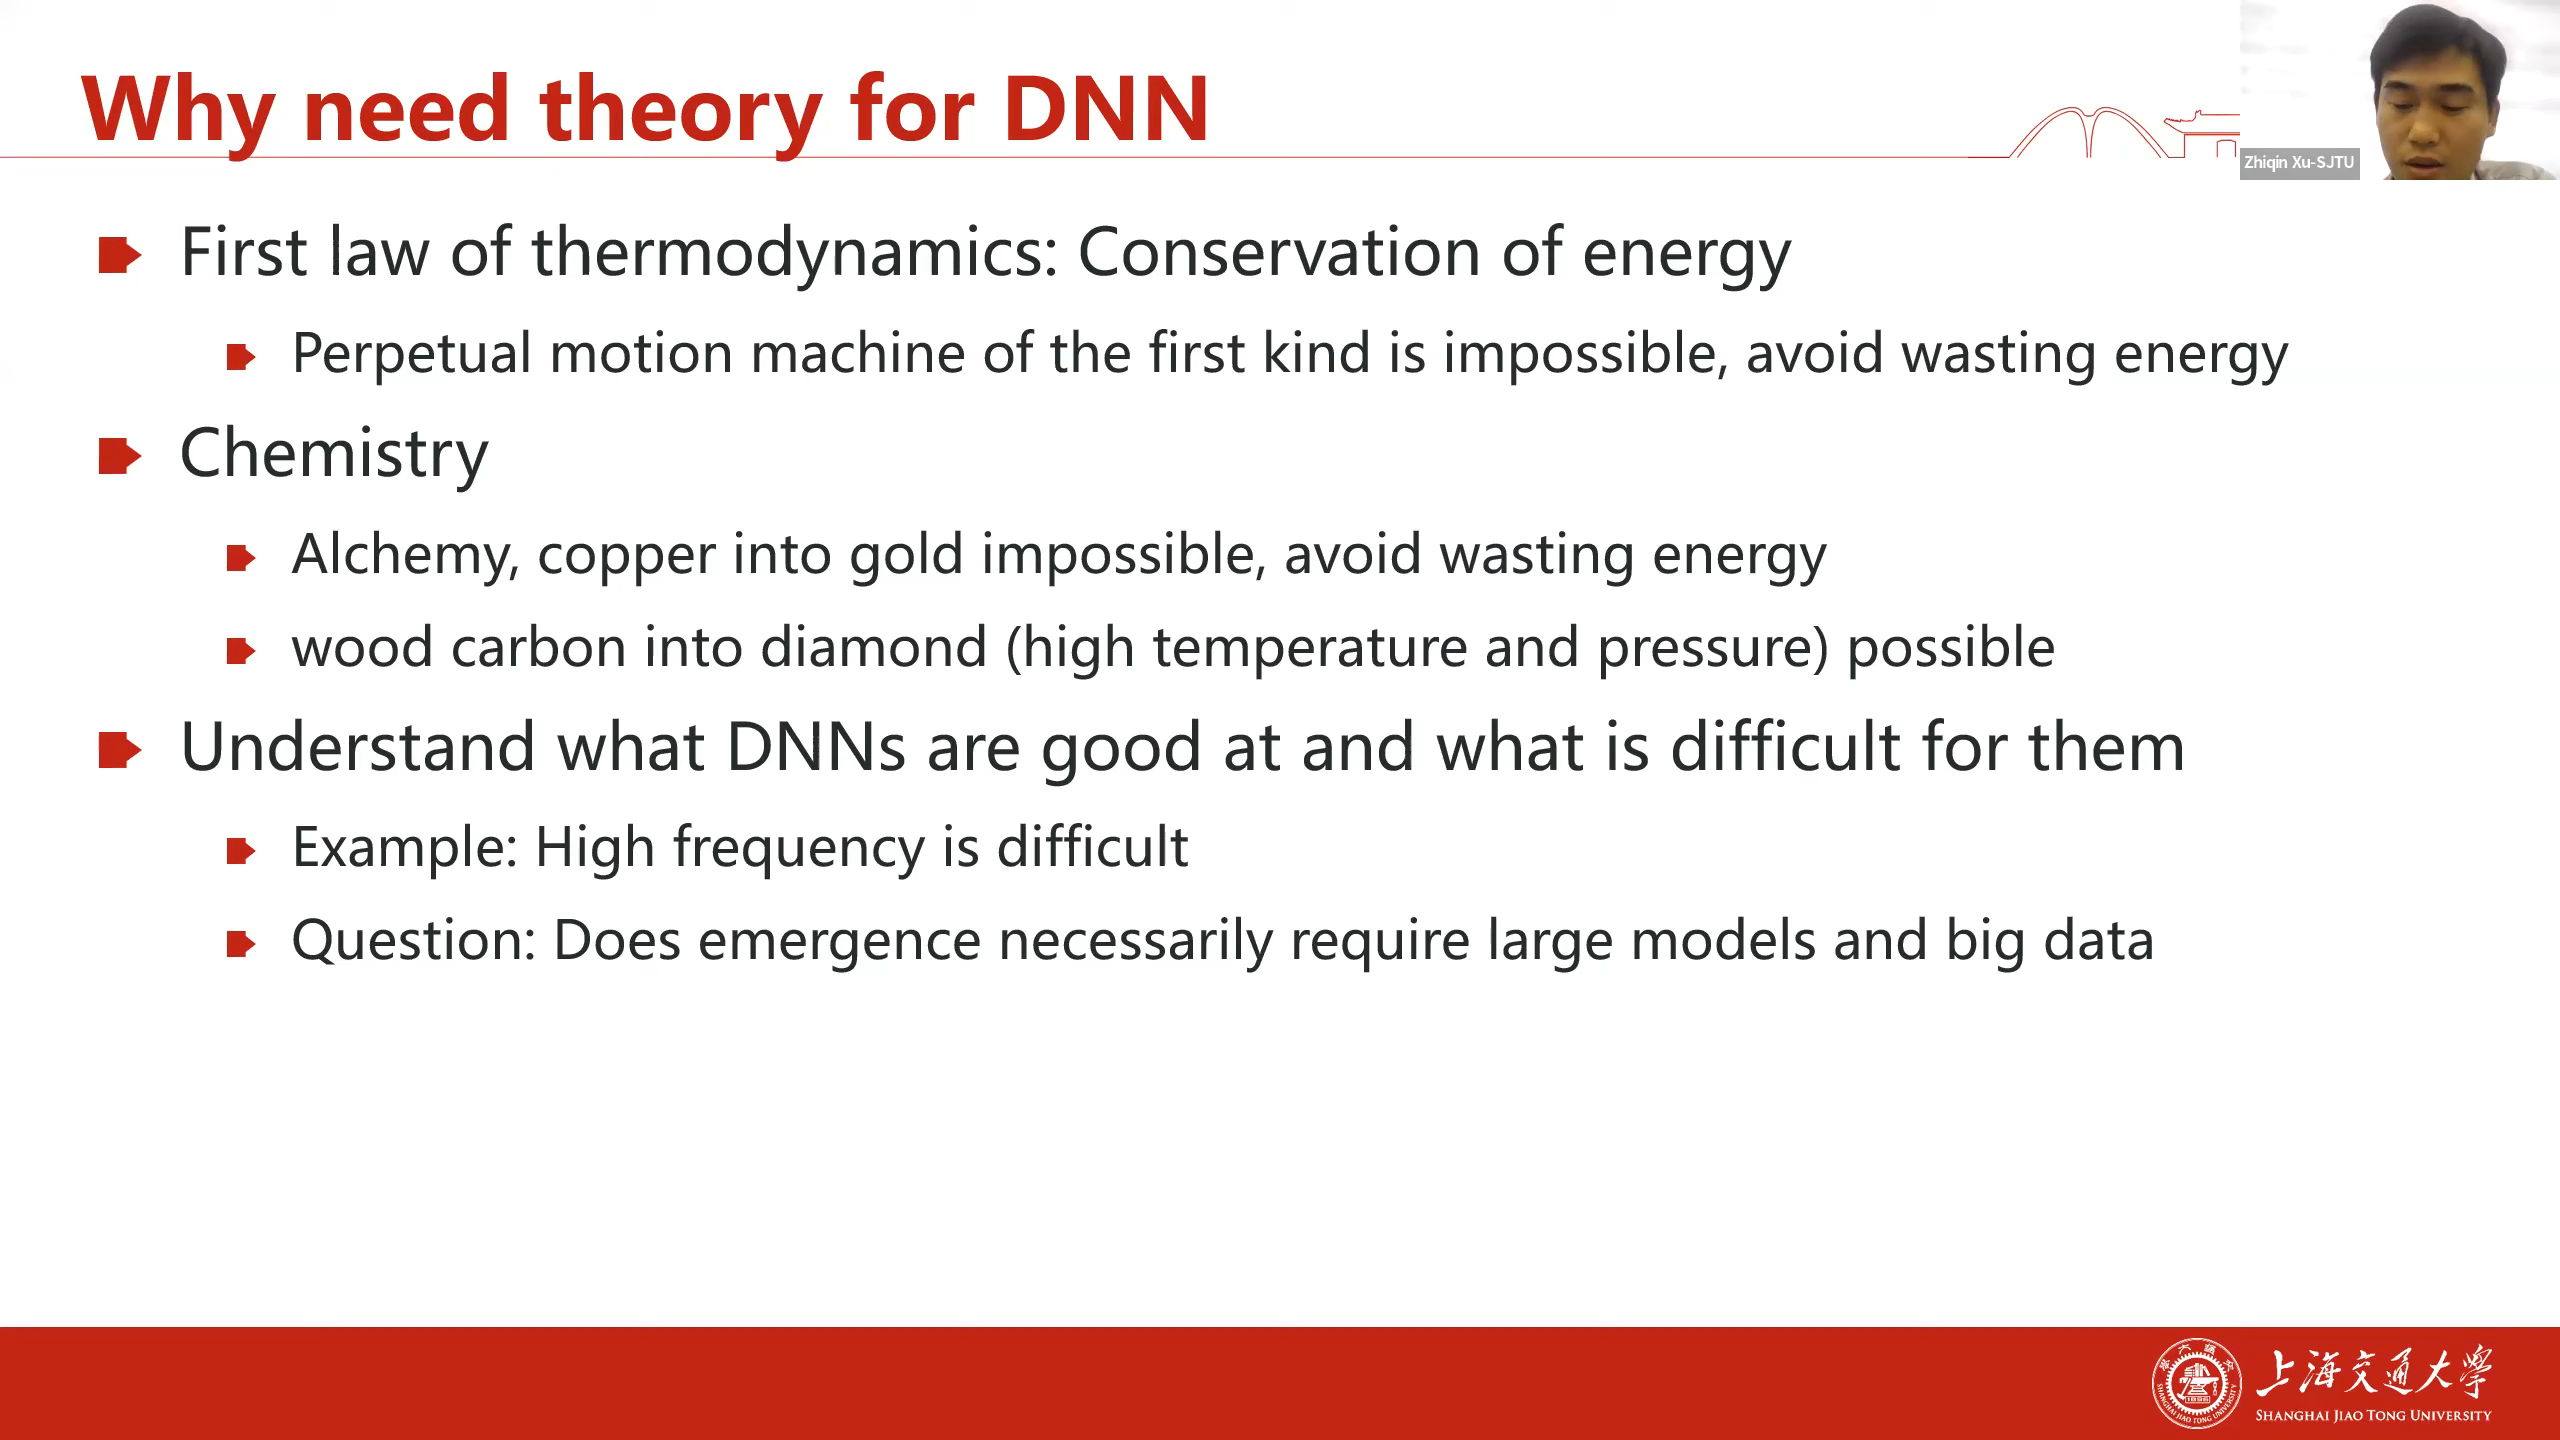 Why need theory for DNN
Zhiqin Xu-SJTU
First law of thermodynamics: Conservation of energy
Perpetual motion machine of the first kind is impossible, avoid wasting energy
Chemistry
Alchemy, copper into gold impossible, avoid wasting energy
wood carbon into diamond (high temperature and pressure) possible
Understand what DNNs are good at and what is difficult for them
Example: High frequency is difficult
Question: Does emergence necessarily require large models and big data
上海交通大學
SHANGHAI JIAO TONG UNIVERSITY